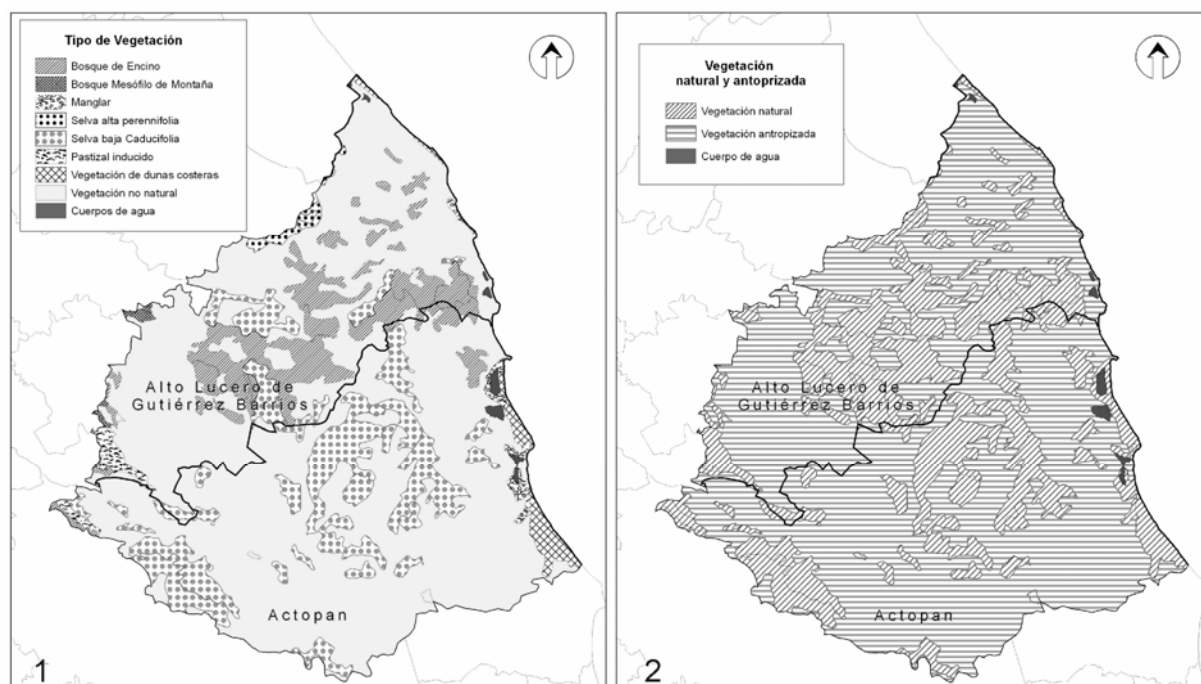 Tipo de Vegetación
Bosque de Encino
Bosque Mesófilo de Montaña
Manglar
Selva alta perennifolia
Selva baja Caducifolia
Pastizal inducido
Vegetación de dunas costeras
Vegetación no natural
Cuerpos de agua
Alto Lucero de
Gutiérrez Barrios
Actopan
1
Vegetación
natural y antoprizada
Vegetación natural
Vegetación antropizada
Cuerpo de agua
Alto Lucero de
Gutiérrez Barrios
Actopan
2